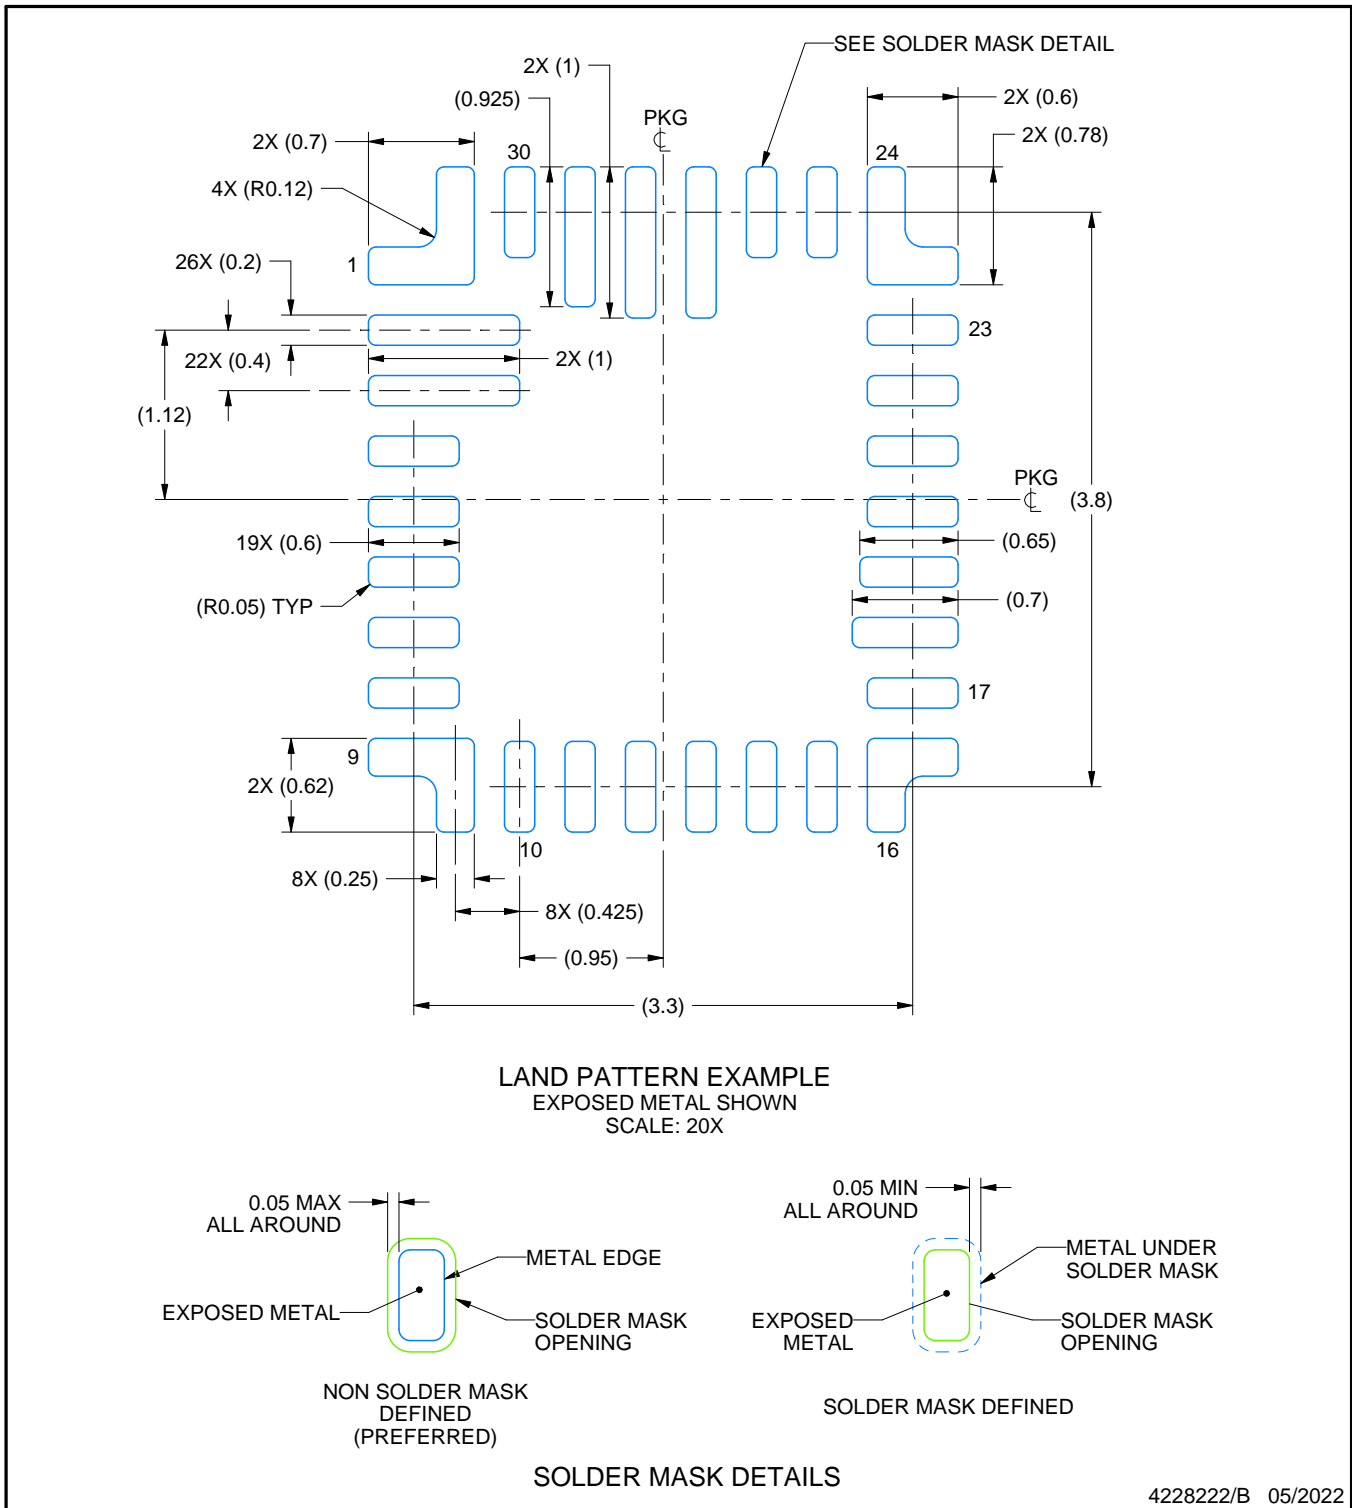 SEE SOLDER MASK DETAIL
2X (1)
(0.925)
2X (0.6)
PKG
2X (0.7)
30
24
2X (0.78)
4X (R0.12)
1
26X (0.2)
23
22X (0.4)
2X (1)
(1.12)
PKG
(3.8)
19X (0.6)
(0.65)
(R0.05) TYP
(0.7)
17
9
2X (0.62)
10
16
8X (0.25)
8X (0.425)
(0.95)
(3.3)
LAND PATTERN EXAMPLE
EXPOSED METAL SHOWN
SCALE: 20X
0.05 MAX
ALL AROUND
METAL EDGE
EXPOSED METAL
SOLDER MASK
OPENING
NON SOLDER MASK
DEFINED
(PREFERRED)
0.05 MIN
ALL AROUND
METAL UNDER
SOLDER MASK
EXPOSED
METAL
SOLDER MASK
OPENING
SOLDER MASK DEFINED
SOLDER MASK DETAILS
4228222/B 05/2022